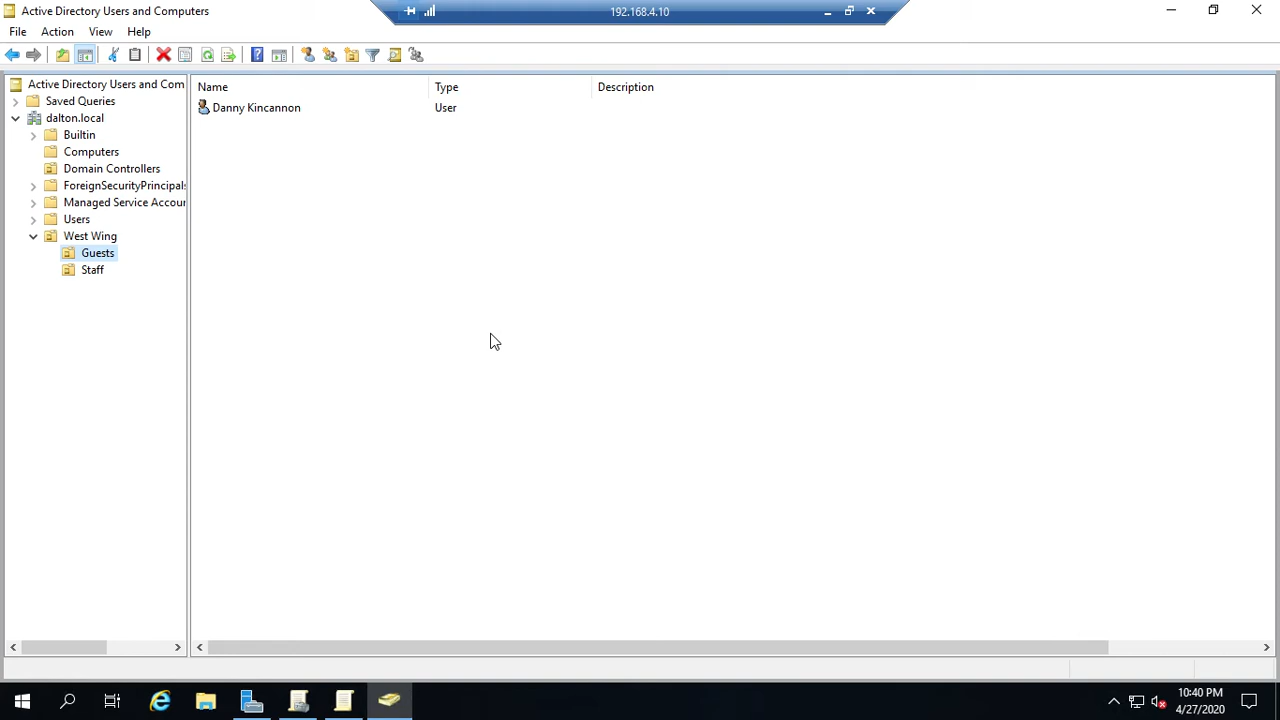 Active Directory Users and Computers
192.168.4.10
File Action View Help
Active Directory Users and Com
Saved Queries
dalton.local
Builtin
Computers
Domain Controllers
ForeignSecurityPrincipals
Managed Service Accour
Users
West Wing
Guests
Staff
Name Type Description
Danny Kincannon User
10:40 PM
4/27/2020